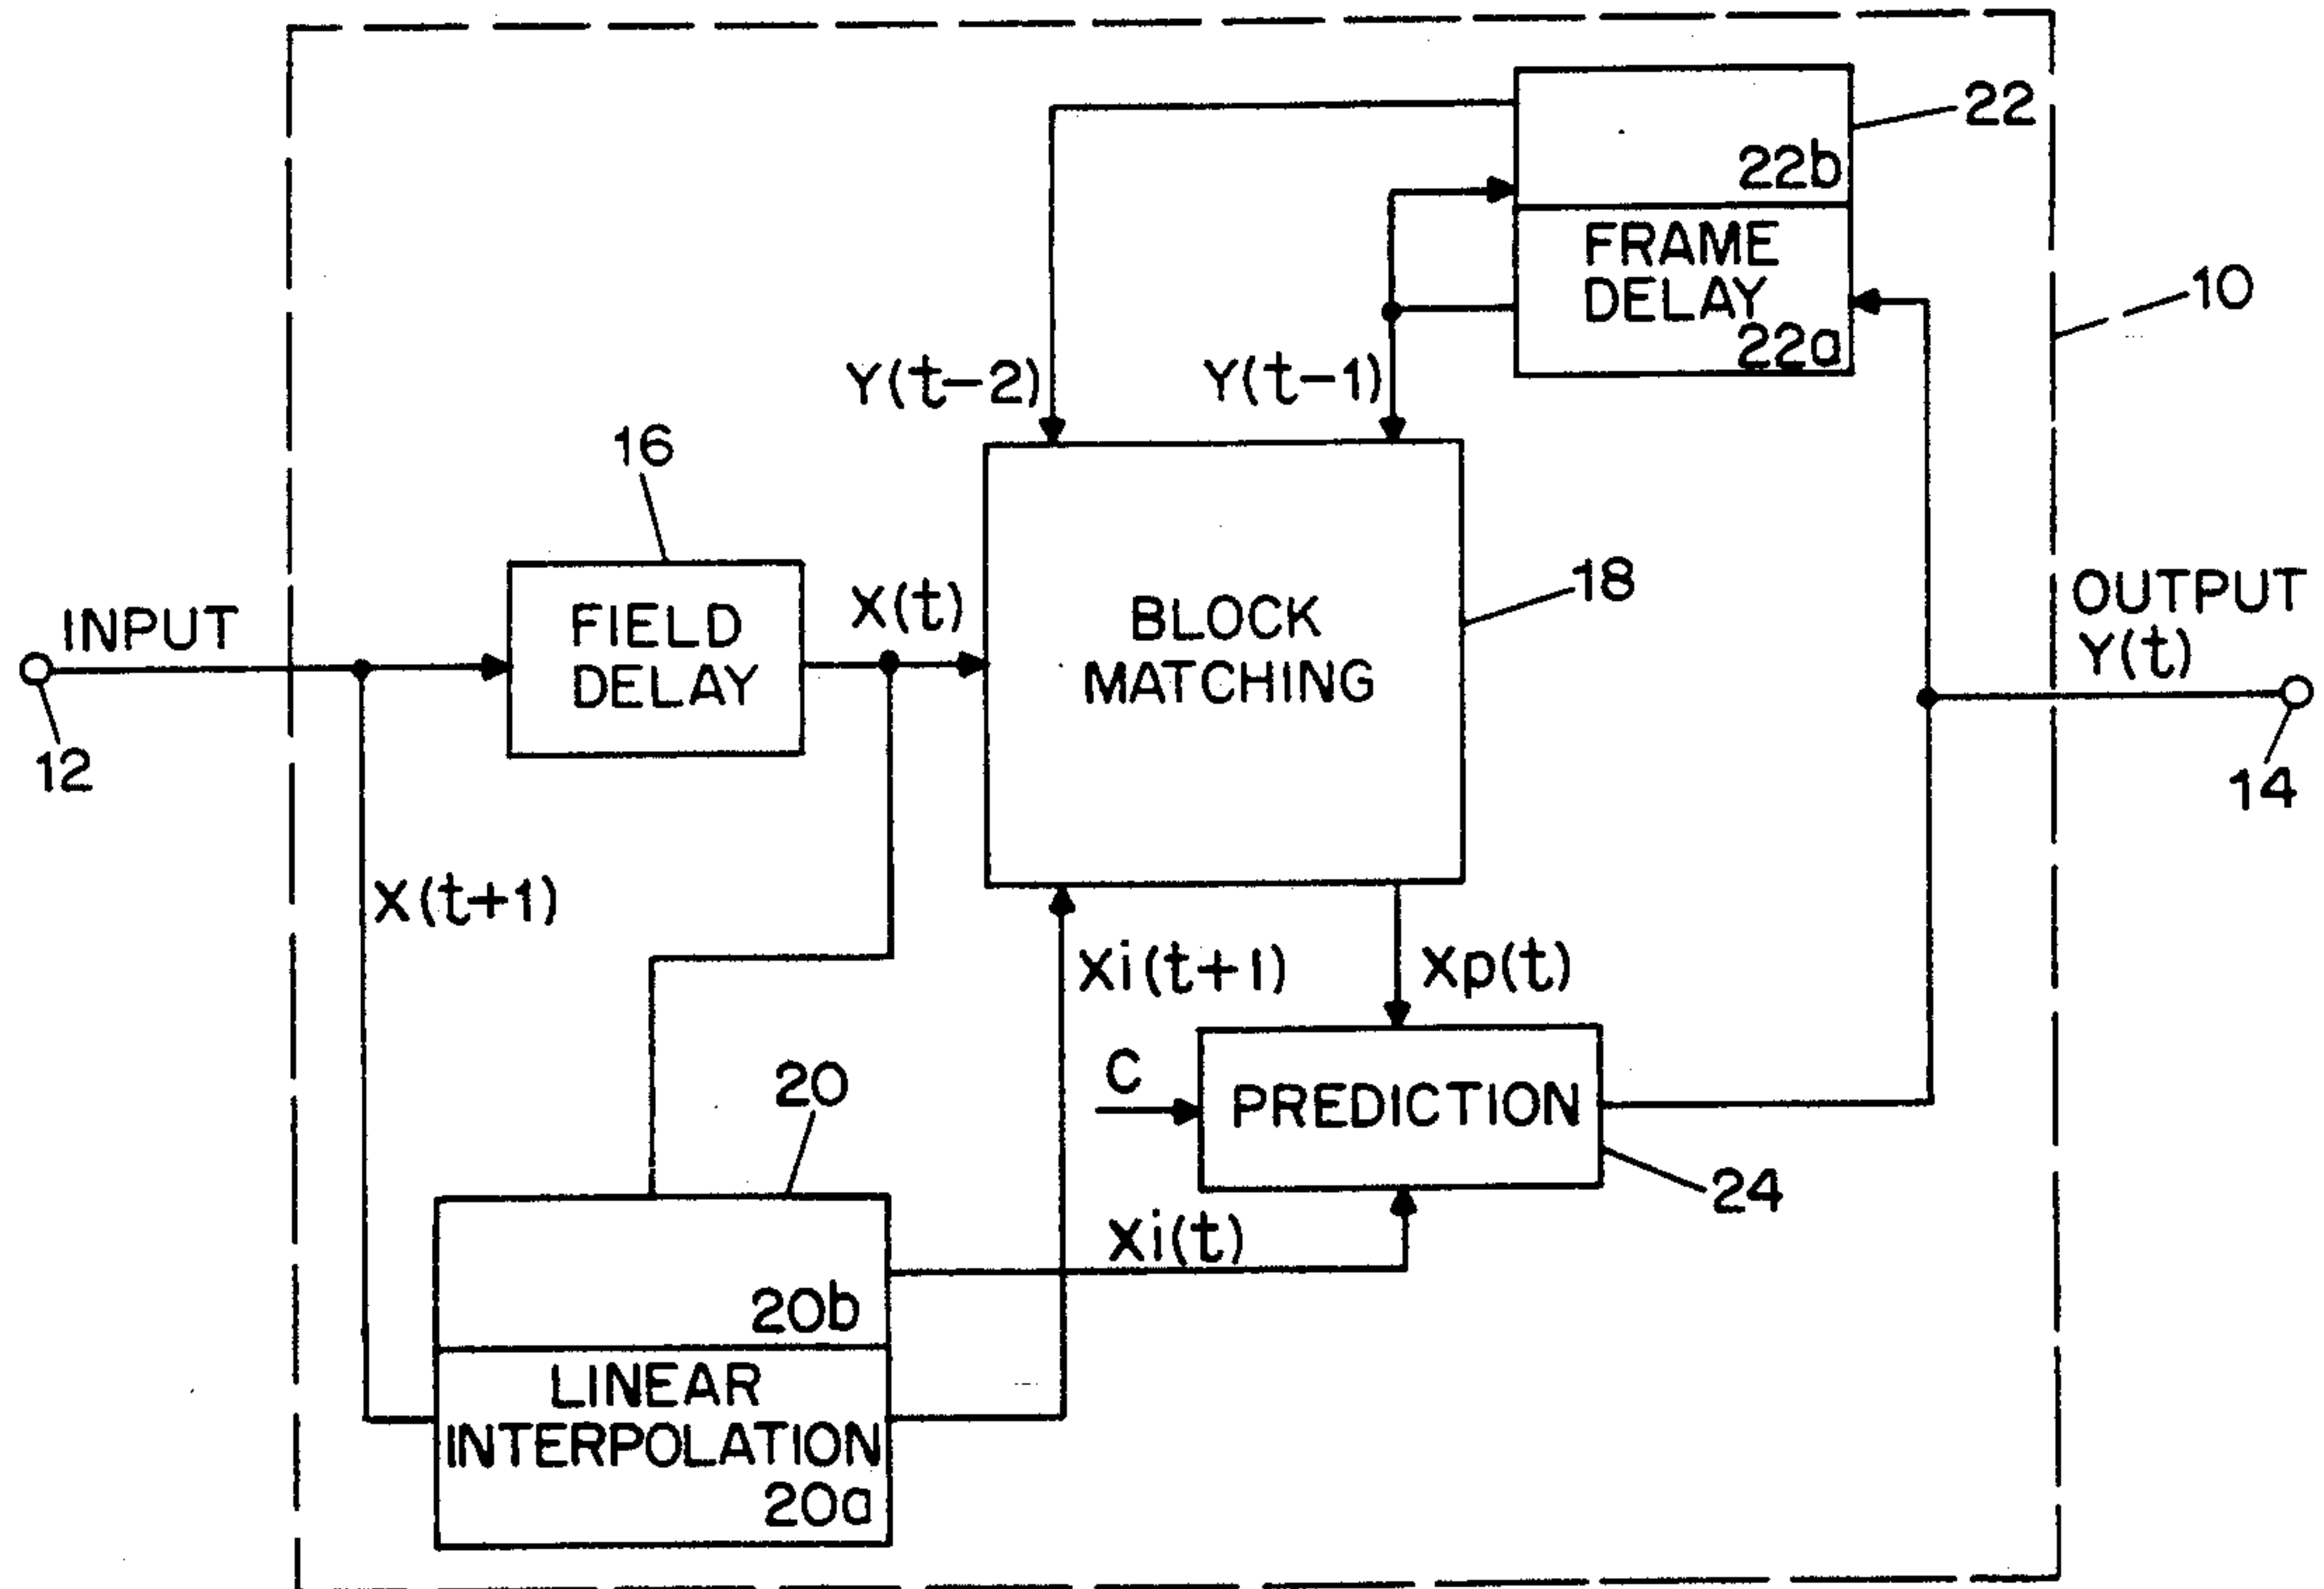 22
22b
FRAME
DELAY
22a
10
Y(t-2)
Y(t-1)
16
18
INPUT
FIELD
DELAY
X(t)
BLOCK
MATCHING
OUTPUT
Y(t)
12
14
X(t+1)
Xi(t+1)
Xp(t)
C
PREDICTION
20
24
Xi(t)
20b
LINEAR
INTERPOLATION
20a